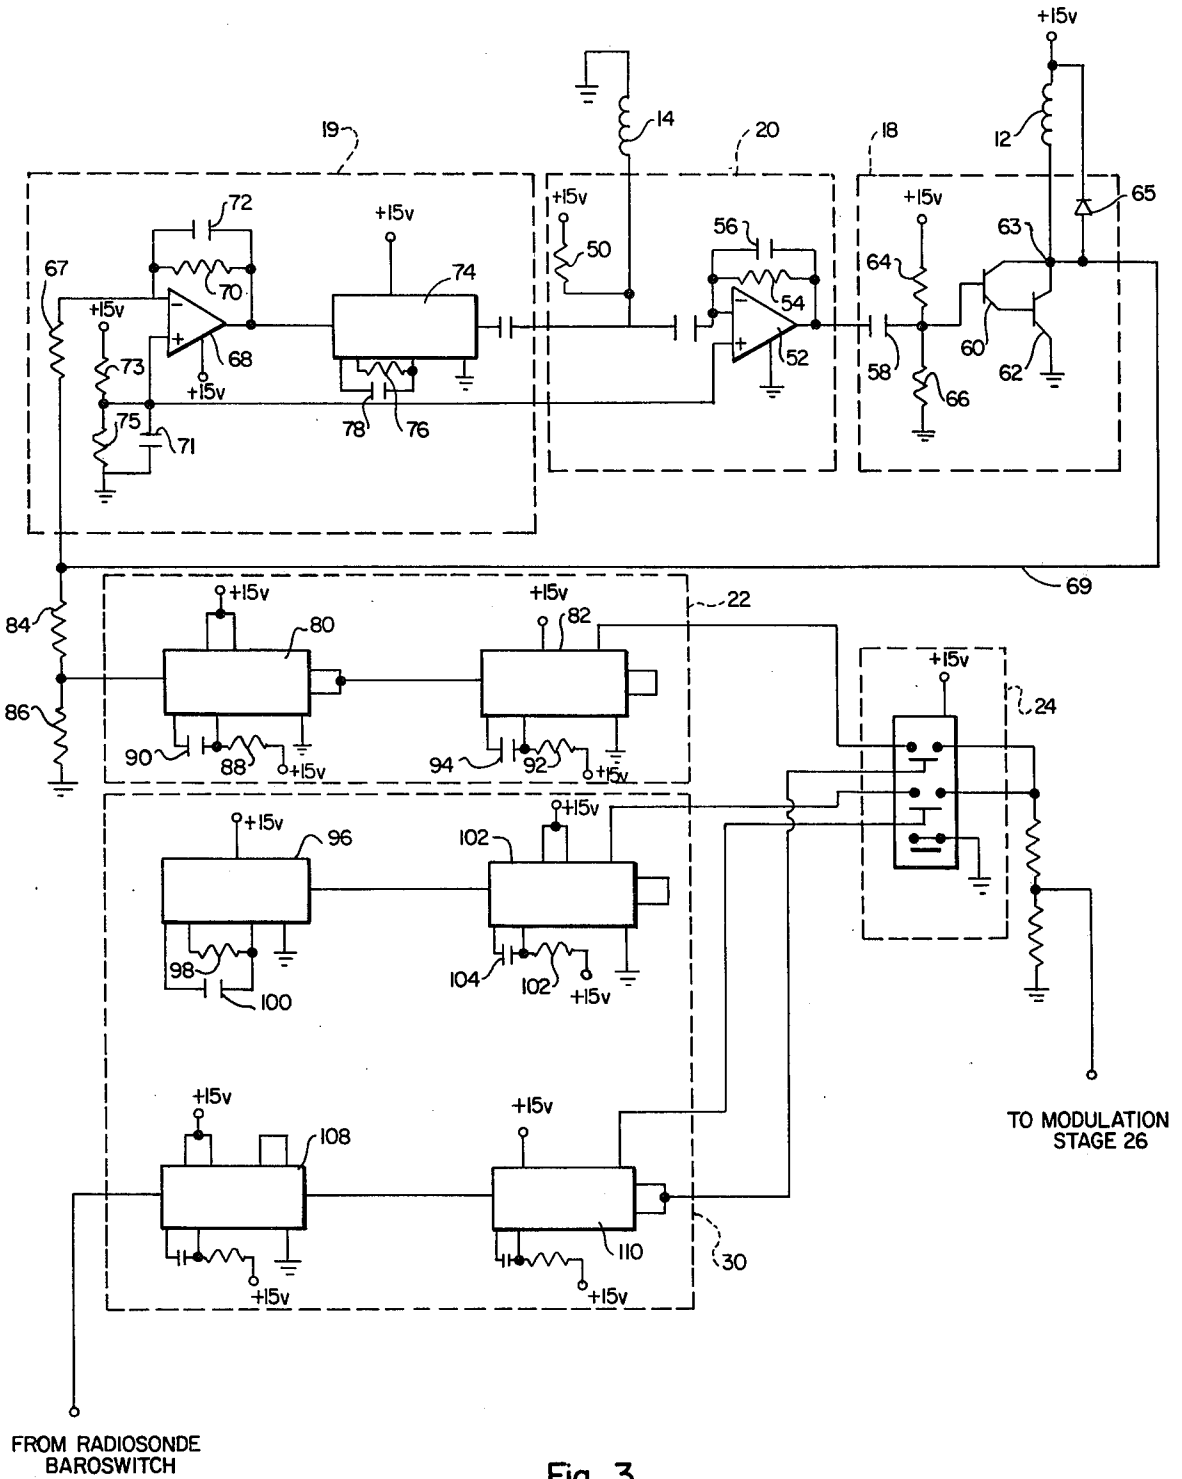 +15v
19
14
20
18
12
65
72
+15v
+15v
56
+15v
63
67
50
64
74
70
54
+15v
68
52
60
58
62
73
+15v
66
75
71
78
76
69
84
+15v
+15v
22
80
82
+15v
24
86
90
88
+15v
94
92
+15v
+15v
96
102
+15v
98
100
104
102
+15v
+15v
108
+15v
TO MODULATION
STAGE 26
110
30
+15v
+15v
FROM RADIOSONDE
BAROSWITCH
Fig. 3